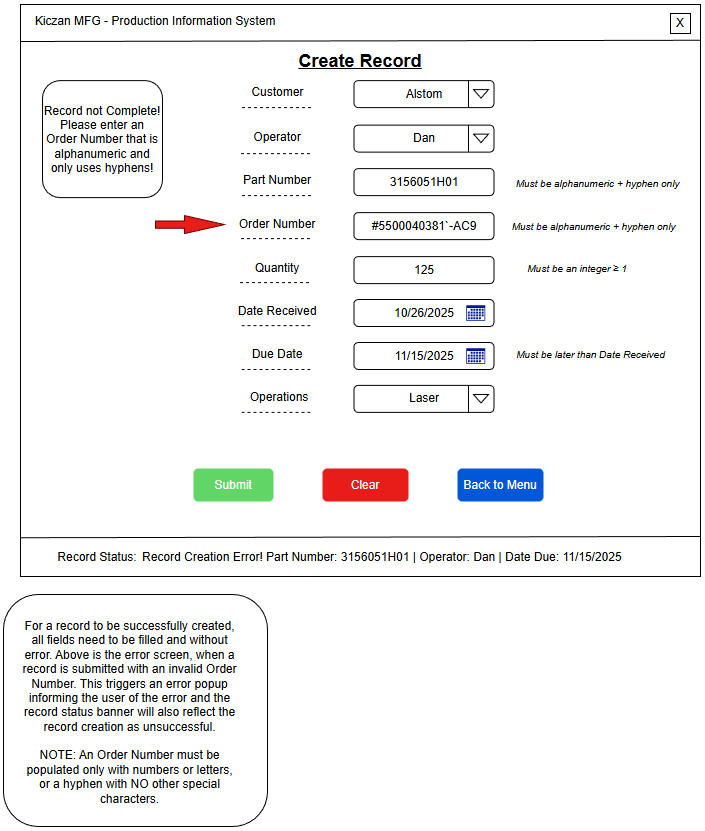 Kiczan MFG - Production Information System
X
Create Record
Record not Complete!
Please enter an
Order Number that is
alphanumeric and
only uses hyphens!
Customer
Alstom
Operator
Dan
Part Number
3156051H01
Must be alphanumeric + hyphen only
Order Number
#5500040381`-AC9
Must be alphanumeric + hyphen only
Quantity
125
Must be an integer ≥ 1
Date Received
10/26/2025
Due Date
11/15/2025
Must be later than Date Received
Operations
Laser
Submit
Clear
Back to Menu
Record Status: Record Creation Error! Part Number: 3156051H01 | Operator: Dan | Date Due: 11/15/2025
For a record to be successfully created,
all fields need to be filled and without
error. Above is the error screen, when a
record is submitted with an invalid Order
Number. This triggers an error popup
informing the user of the error and the
record status banner will also reflect the
record creation as unsuccessful.
NOTE: An Order Number must be
populated only with numbers or letters,
or a hyphen with NO other special
characters.